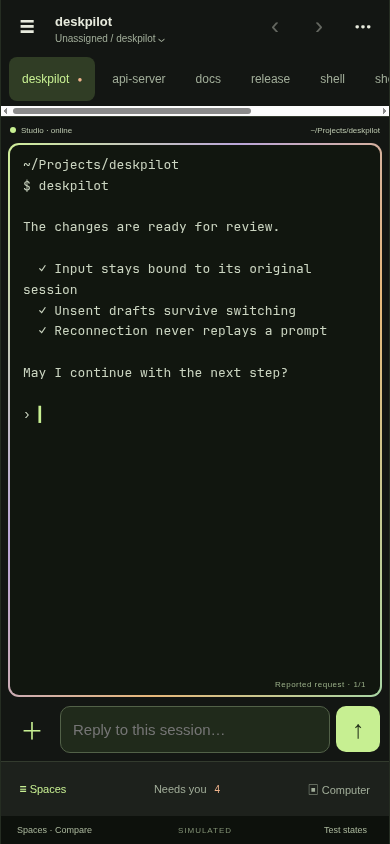 deskpilot
Unassigned / deskpilot
deskpilot api-server docs release shell
Studio · online ~/Projects/deskpilot
~/Projects/deskpilot
$ deskpilot
The changes are ready for review.
✓ Input stays bound to its original
session
✓ Unsent drafts survive switching
✓ Reconnection never replays a prompt
May I continue with the next step?
›
Reported request · 1/1
Reply to this session…
Spaces Needs you 4 Computer
Spaces · Compare SIMULATED Test states